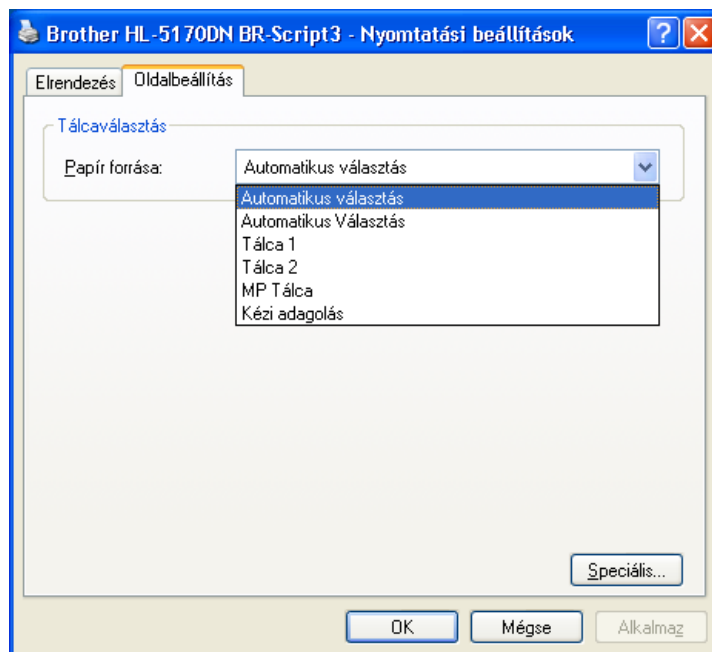 Brother HL-5170DN BR-Script3 - Nyomtatási beállítások
Elrendezés
Oldalbeállítás
Tálcaválasztás
Papír forrása:
Automatikus választás
Automatikus választás
Automatikus Választás
Tálca 1
Tálca 2
MP Tálca
Kézi adagolás
Speciális...
OK
Mégse
Alkalmaz